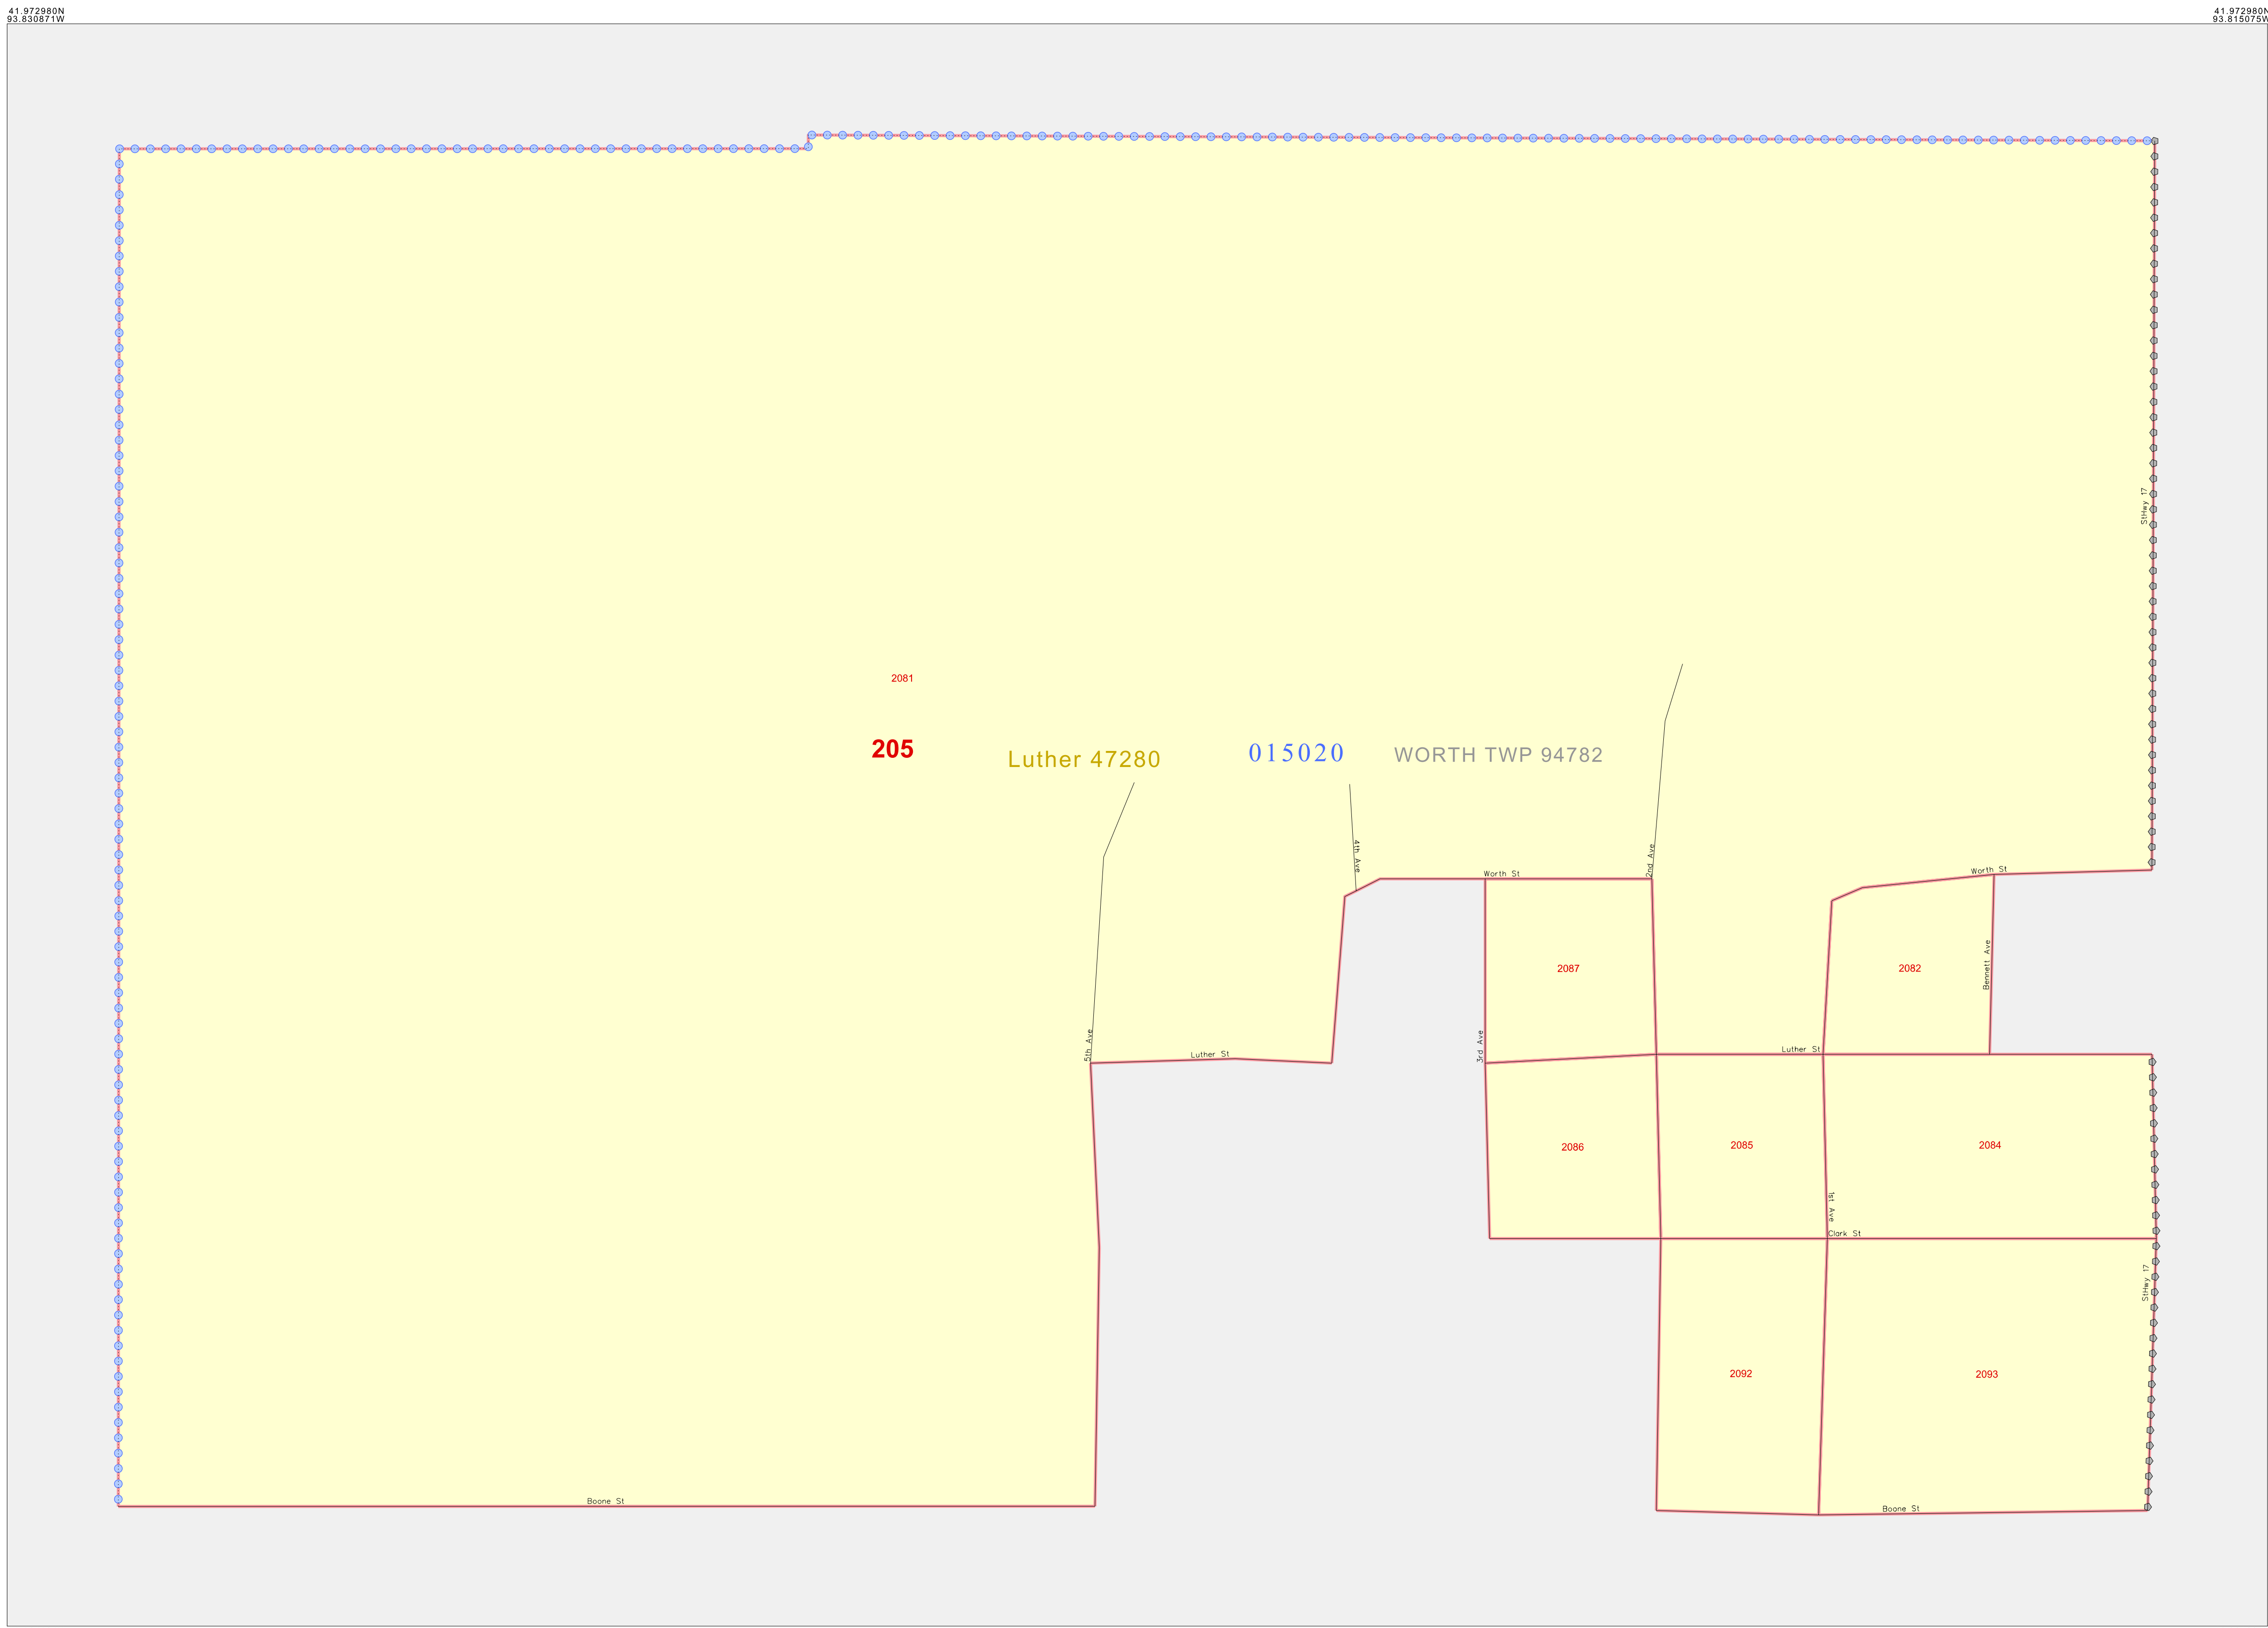 41.972980N
93.830871W
41.972980N
93.815075W
StHwy 17
2081
205
Luther 47280
015020
WORTH TWP 94782
4th Ave
2nd Ave
Worth St
Worth St
2087
2082
Bennett Ave
5th Ave
Luther St
3rd Ave
Luther St
2086
2085
2084
1st Ave
Clark St
StHwy 17
2092
2093
Boone St
Boone St